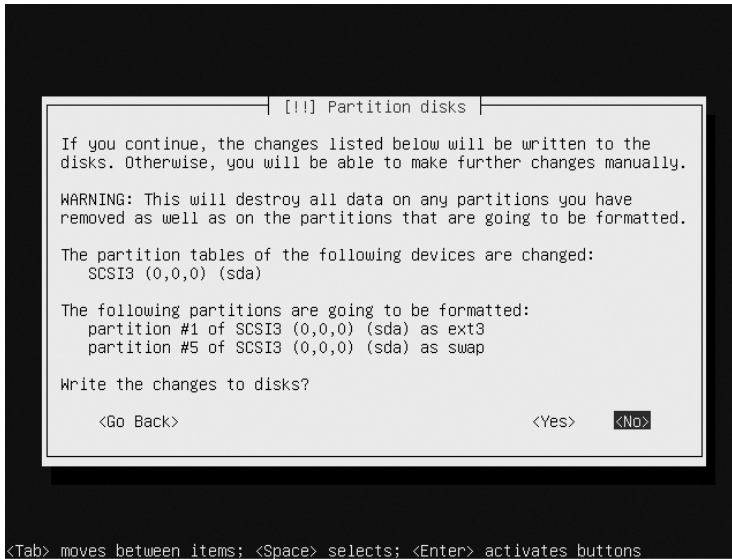 [!!] Partition disks
If you continue, the changes listed below will be written to the
disks. Otherwise, you will be able to make further changes manually.
WARNING: This will destroy all data on any partitions you have
removed as well as on the partitions that are going to be formatted.
The partition tables of the following devices are changed:
SCSI3 (0,0,0) (sda)
The following partitions are going to be formatted:
partition #1 of SCSI3 (0,0,0) (sda) as ext3
partition #5 of SCSI3 (0,0,0) (sda) as swap
Write the changes to disks?
<Go Back> <Yes> <No>
<Tab> moves between items; <Space> selects; <Enter> activates buttons